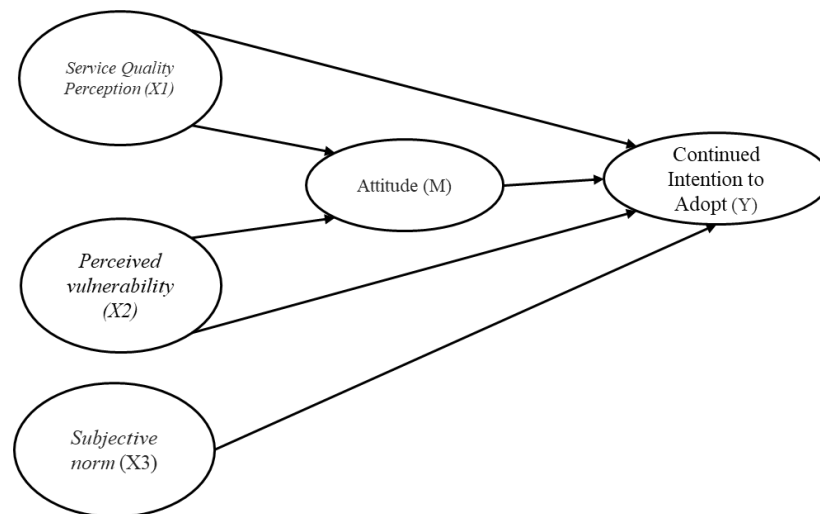 Service Quality
Perception (X1)
Attitude (M)
Continued
Intention to
Adopt (Y)
Perceived
vulnerability
(X2)
Subjective
norm (X3)